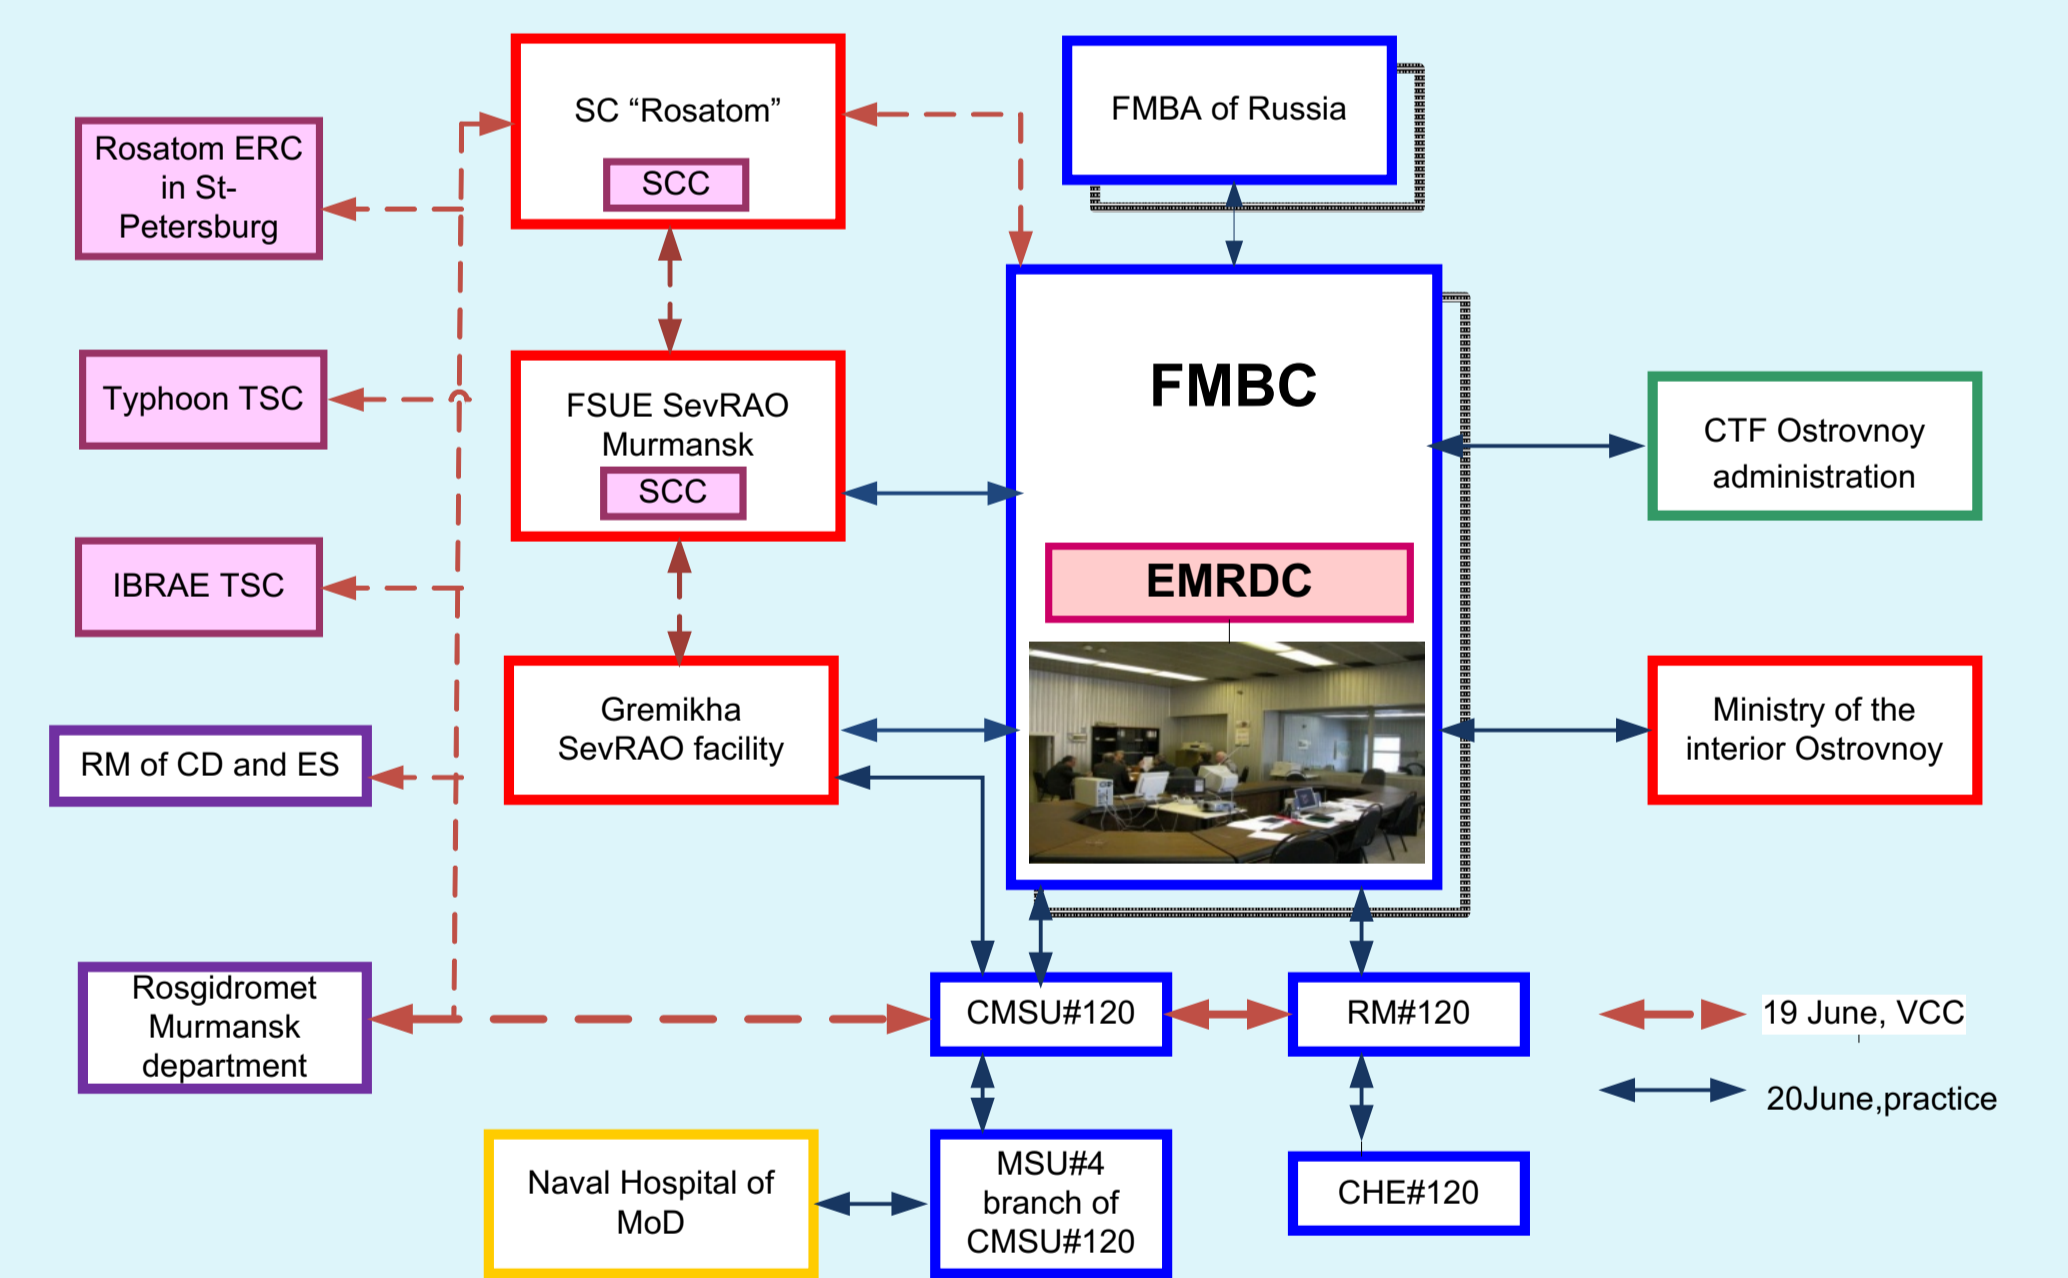 SC “Rosatom”
SCC
FMBA of Russia
Rosatom ERC
in St-
Petersburg
Typhoon TSC
FSUE SevRAO
Murmansk
SCC
FMBC
CTF Ostrovnoy
administration
EMRDC
IBRAE TSC
Gremikha
SevRAO facility
Ministry of the
interior Ostrovnoy
RM of CD and ES
Rosgidromet
Murmansk
department
CMSU#120
RM#120
19 June, VCC
20June,practice
Naval Hospital of
MoD
MSU#4
branch of
CMSU#120
CHE#120